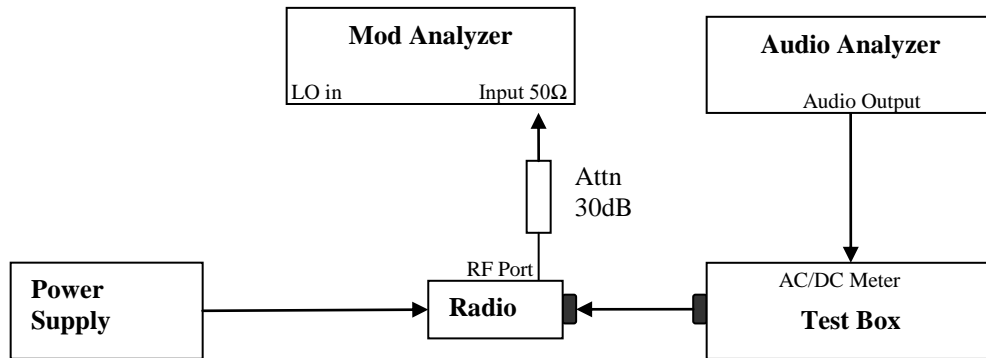 Mod Analyzer
LO in
Input 50Ω
Audio Analyzer
Audio Output
Attn
30dB
RF Port
Power
Supply
Radio
AC/DC Meter
Test Box